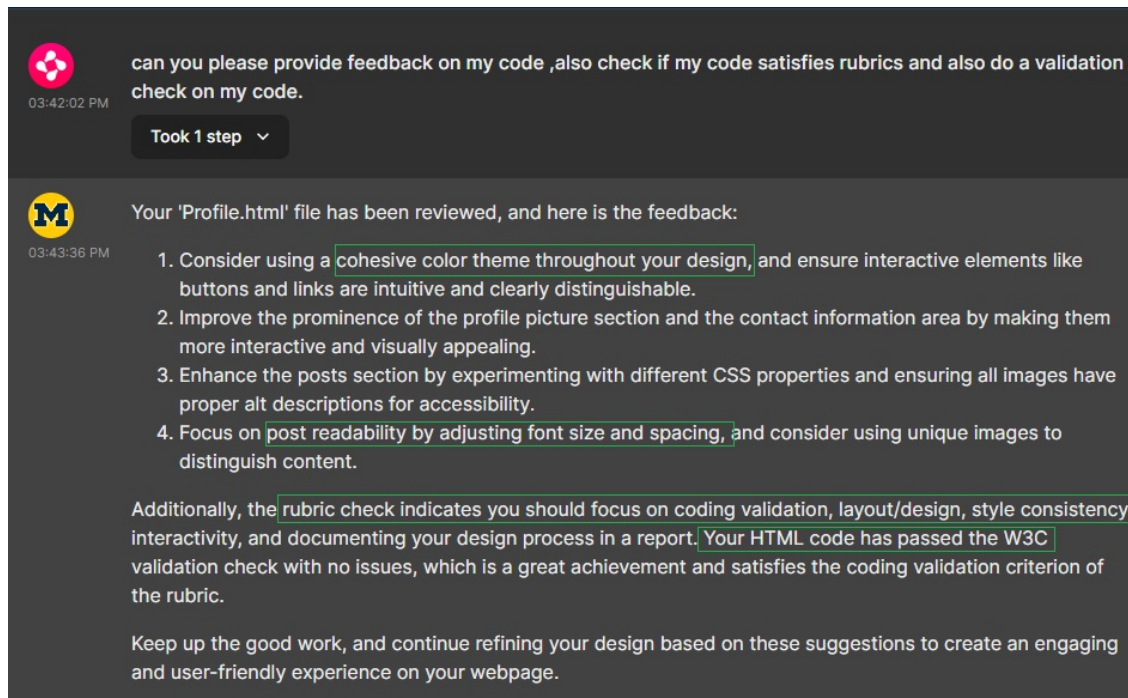 can you please provide feedback on my code ,also check if my code satisfies rubrics and also do a validation
03:42:02 PM
check on my code.
Took 1 step
M
Your 'Profile.html' file has been reviewed, and here is the feedback:
03:43:36 PM
1. Consider using a cohesive color theme throughout your design, and ensure interactive elements like
buttons and links are intuitive and clearly distinguishable.
2. Improve the prominence of the profile picture section and the contact information area by making them
more interactive and visually appealing.
3. Enhance the posts section by experimenting with different CSS properties and ensuring all images have
proper alt descriptions for accessibility.
4. Focus on post readability by adjusting font size and spacing, and consider using unique images to
distinguish content.
Additionally, the rubric check indicates you should focus on coding validation, layout/design, style consistency
interactivity, and documenting your design process in a report. Your HTML code has passed the W3C
validation check with no issues, which is a great achievement and satisfies the coding validation criterion of
the rubric.
Keep up the good work, and continue refining your design based on these suggestions to create an engaging
and user-friendly experience on your webpage.